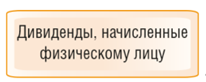 Дивиденды, начисленные
физическому лицу